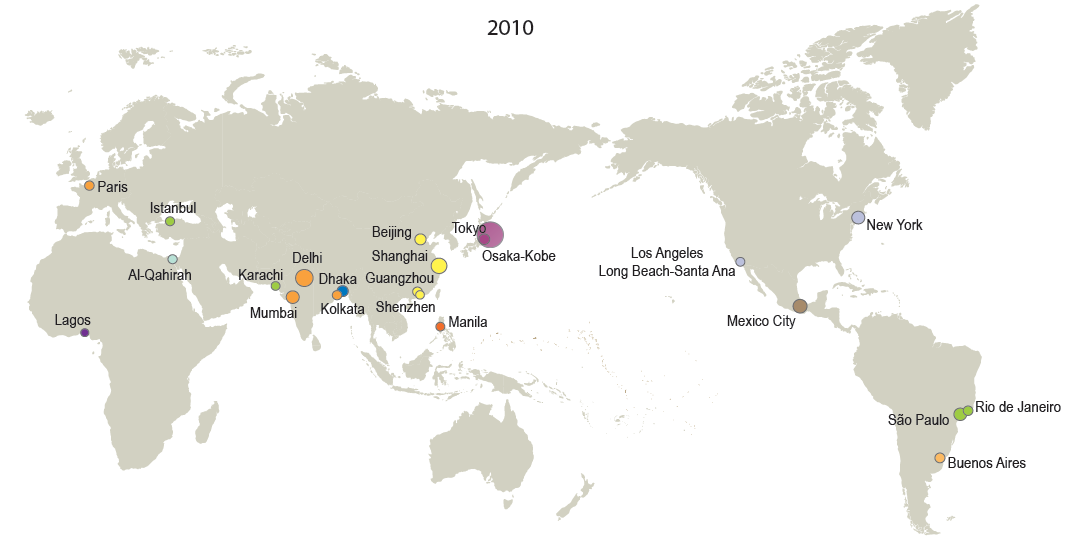 2010
Paris
Istanbul
Al-Qahirah
Lagos
Karachi
Delhi
Mumbai
Dhaka
Kolkata
Beijing
Shanghai
Guangzhou
Shenzhen
Tokyo
Osaka-Kobe
Manila
Los Angeles
Long Beach-Santa Ana
New York
Mexico City
Rio de Janeiro
São Paulo
Buenos Aires